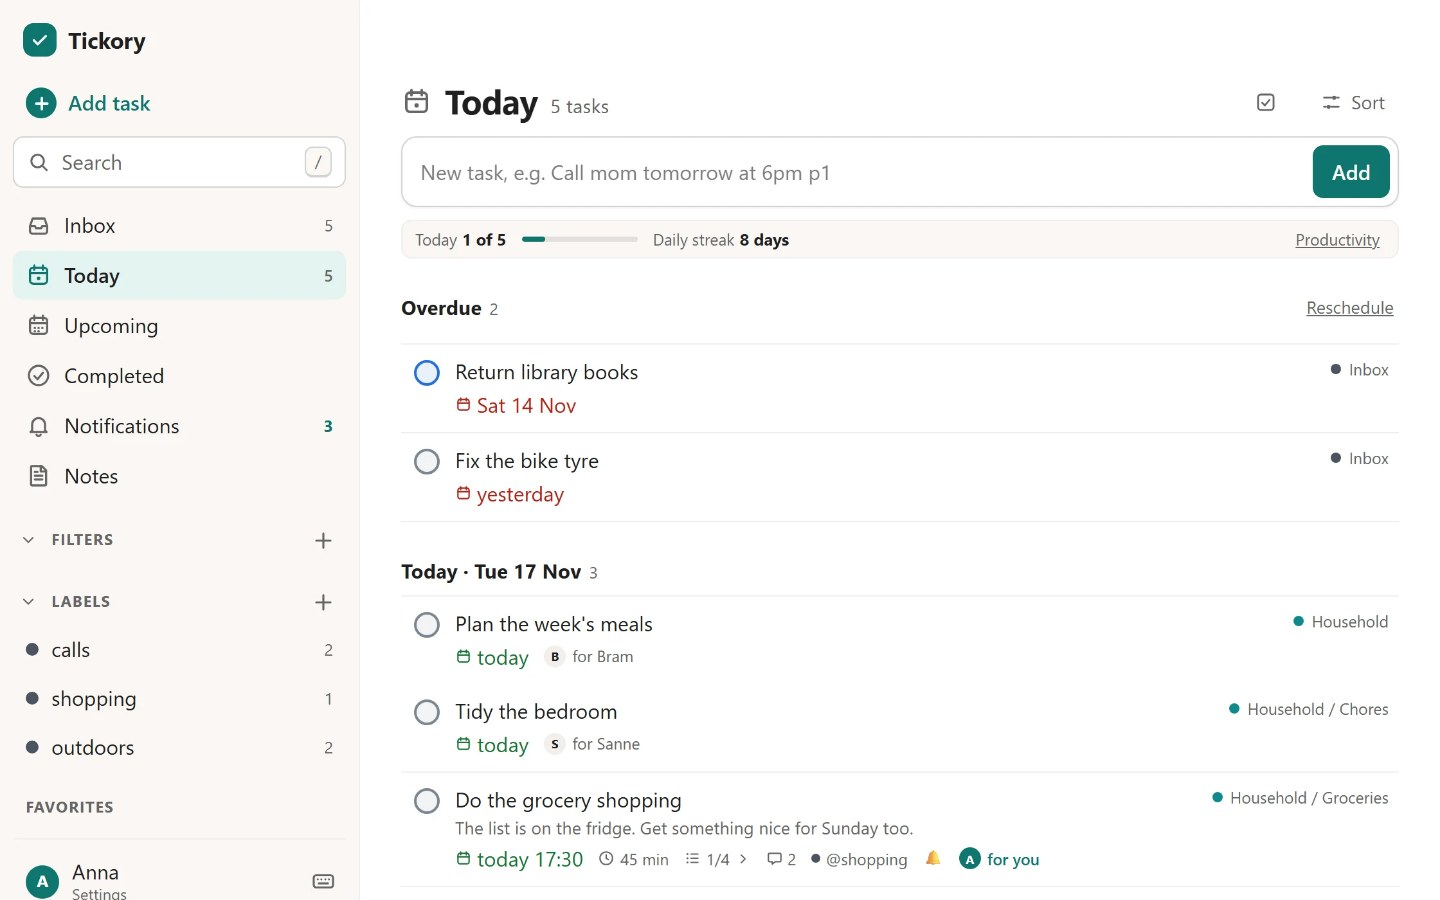 Tickory
Add task
Search /
Inbox 5
Today 5
Upcoming
Completed
Notifications 3
Notes
FILTERS
LABELS
calls 2
shopping 1
outdoors 2
FAVORITES
A Anna
Settings
Today 5 tasks
Sort
New task, e.g. Call mom tomorrow at 6pm p1
Add
Today 1 of 5 Daily streak 8 days Productivity
Overdue 2 Reschedule
Return library books Inbox
Sat 14 Nov
Fix the bike tyre Inbox
yesterday
Today · Tue 17 Nov 3
Plan the week's meals Household
today B for Bram
Tidy the bedroom Household / Chores
today S for Sanne
Do the grocery shopping Household / Groceries
The list is on the fridge. Get something nice for Sunday too.
today 17:30 45 min 1/4 2 @shopping A for you